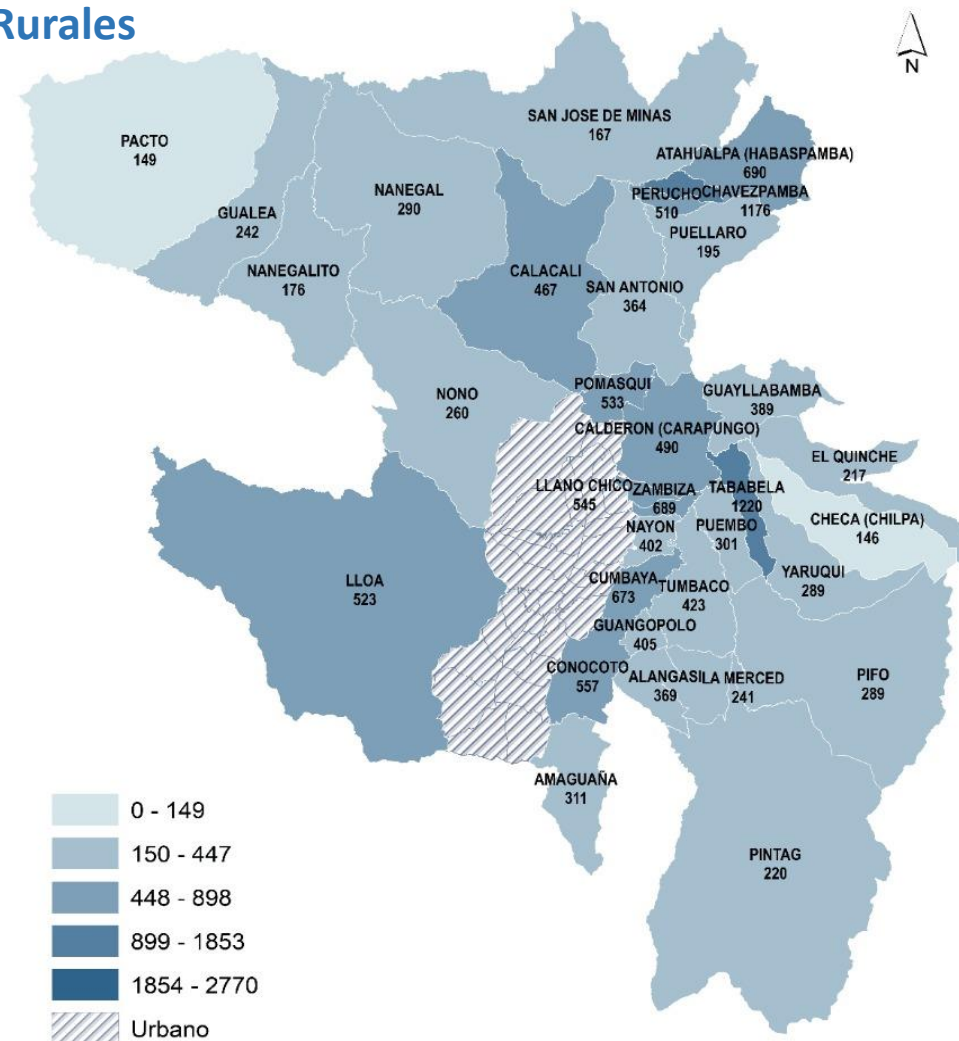 Rurales
N
PACTO
149
SAN JOSE DE MINAS
167
ATAHUALPA (HABASPAMBA)
690
NANEGAL
290
PERUCHO
510
CHAVEZPAMBA
1176
GUALEA
242
PUELLARO
195
NANEGALITO
176
CALACALI
467
SAN ANTONIO
364
NONO
260
POMASQUI
533
GUAYLLABAMBA
389
CALDERON (CARAPUNGO)
490
EL QUINCHE
217
LLANO CHICO
545
ZAMBIZA
689
TABABELA
1220
NAYON
402
PUEMBO
301
CHECA (CHILPA)
146
LLOA
523
CUMBAYA
673
TUMBACO
423
YARUQUI
289
GUANGOPOLO
405
CONOCOTO
557
ALANGASI
369
LA MERCED
241
PIFO
289
AMAGUAÑA
311
PINTAG
220
0 - 149
150 - 447
448 - 898
899 - 1853
1854 - 2770
Urbano